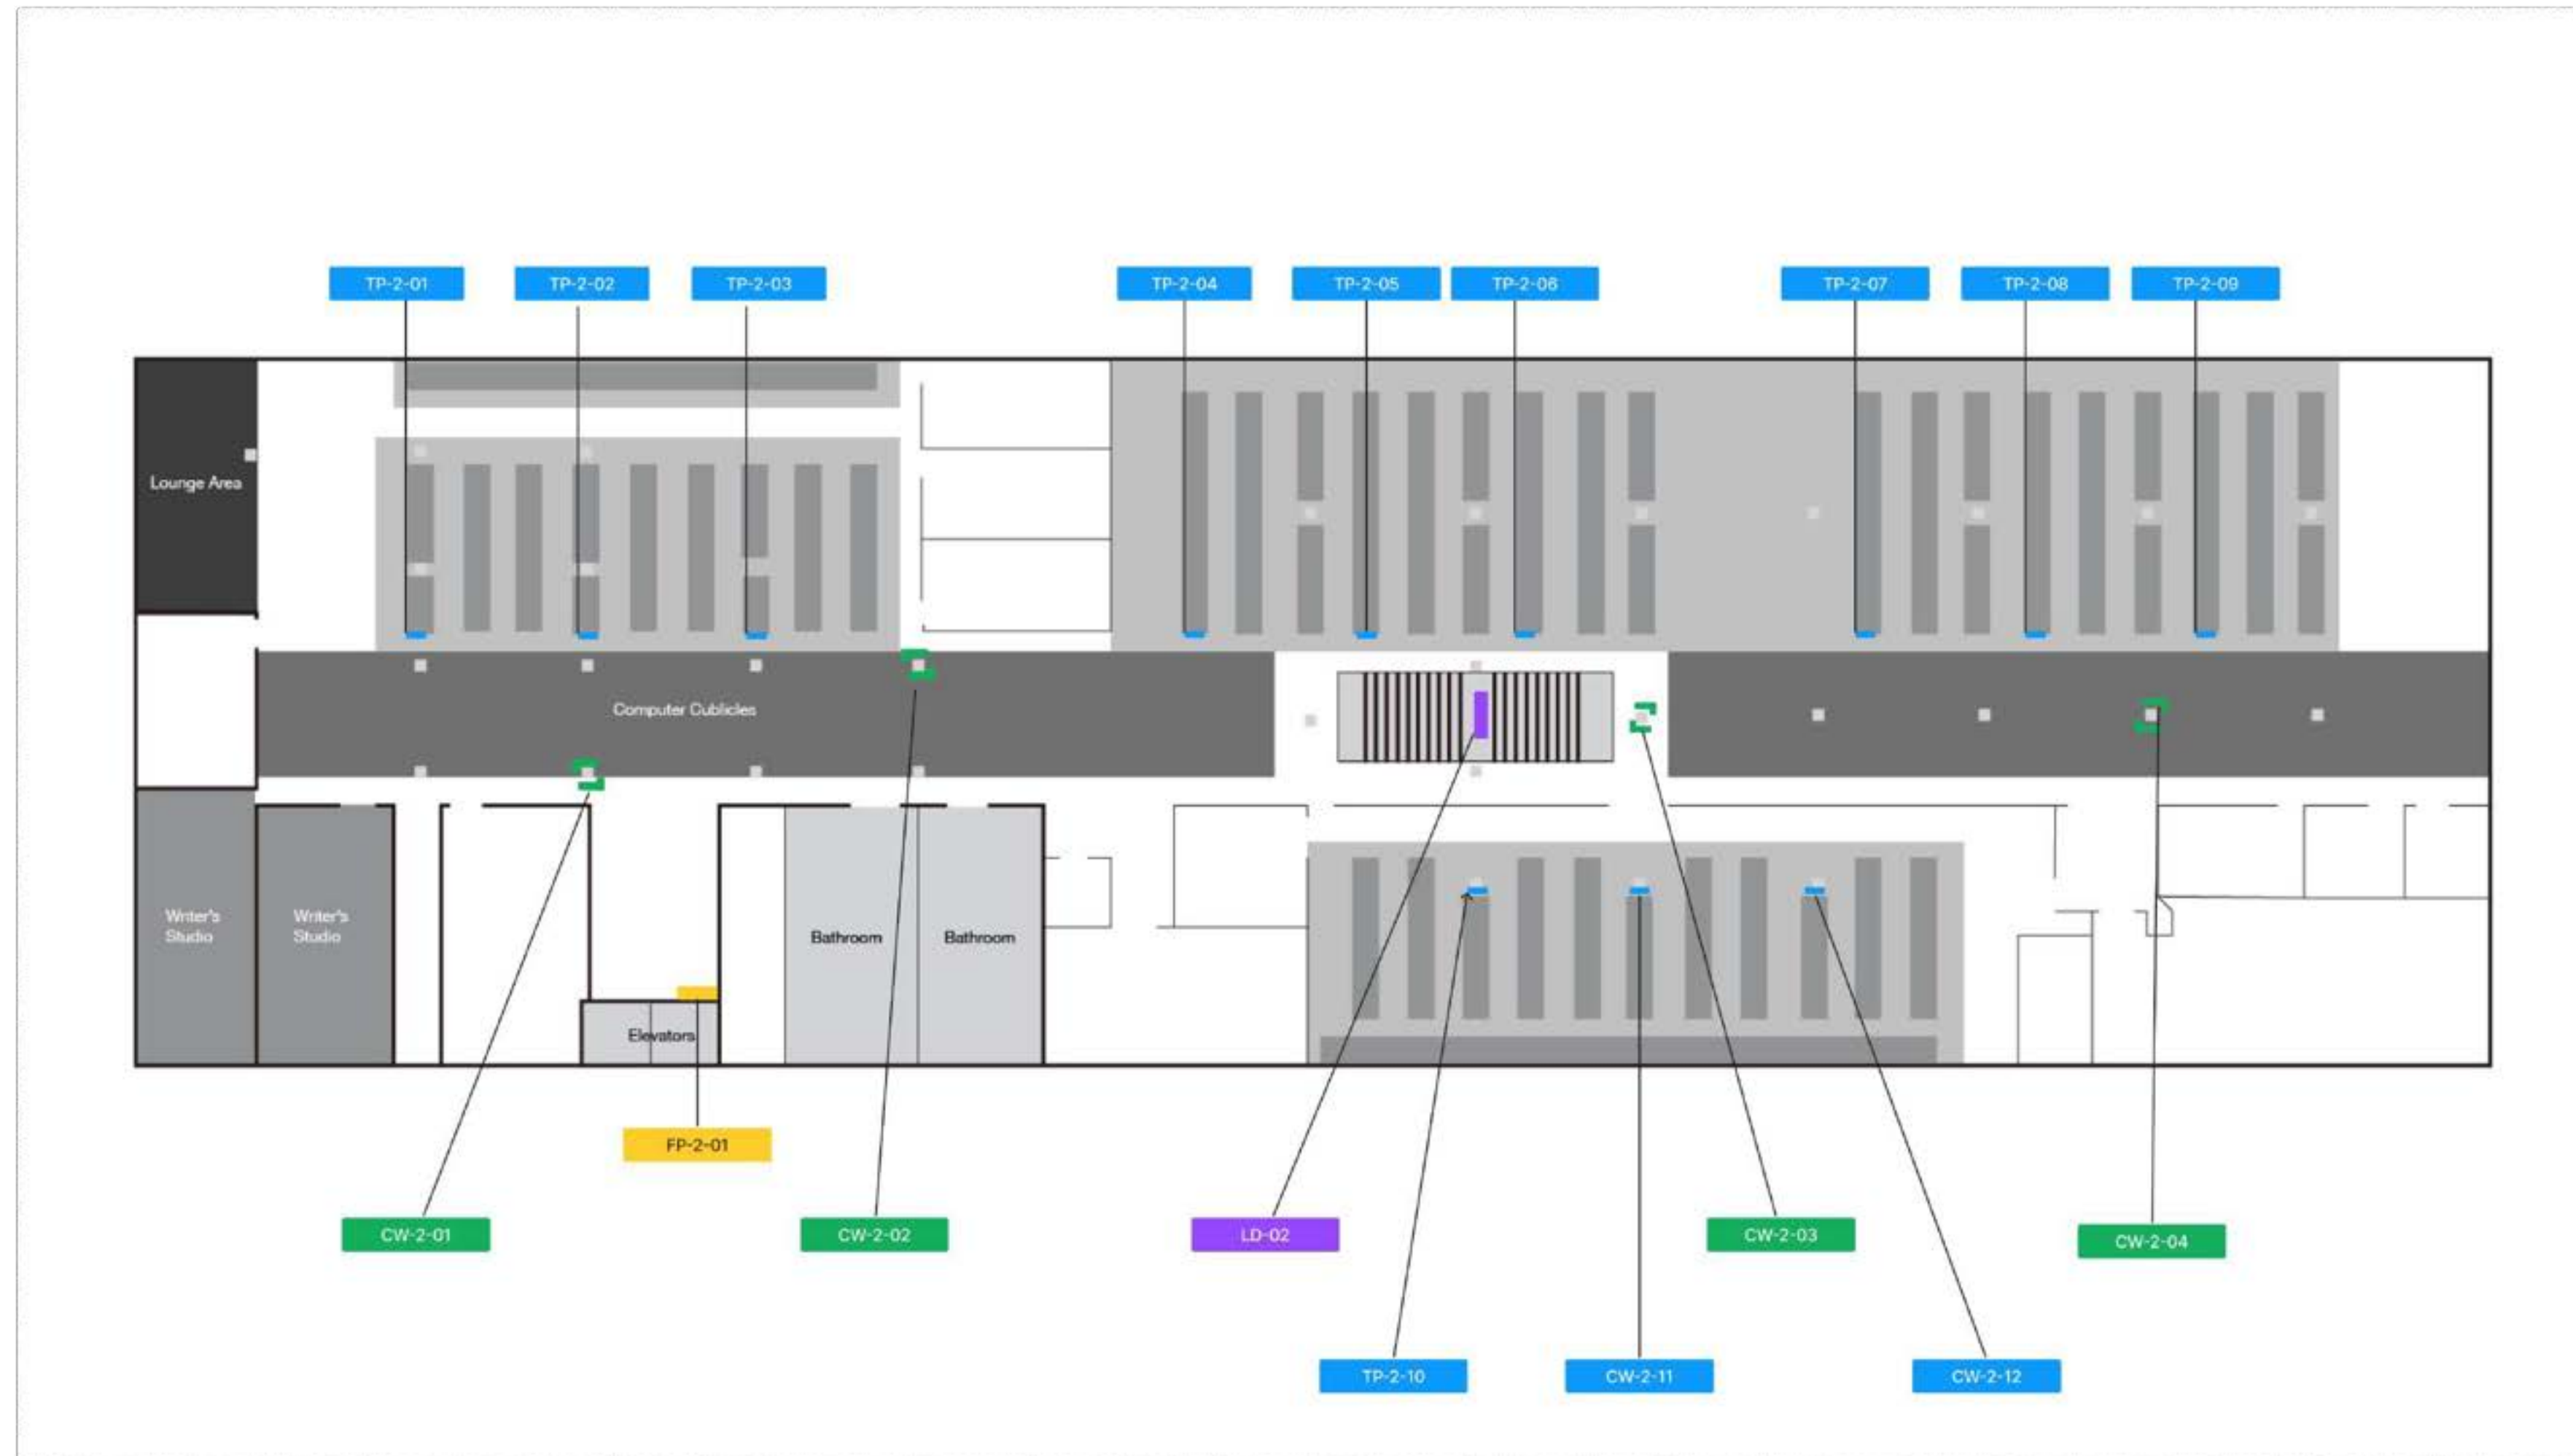 TP-2-01
TP-2-02
TP-2-03
TP-2-04
TP-2-05
TP-2-06
TP-2-07
TP-2-08
TP-2-09
Lounge Area
Computer Cublicles
Writer's
Studio
Writer's
Studio
Bathroom
Bathroom
Elevators
FP-2-01
CW-2-01
CW-2-02
LD-02
CW-2-03
CW-2-04
TP-2-10
CW-2-11
CW-2-12